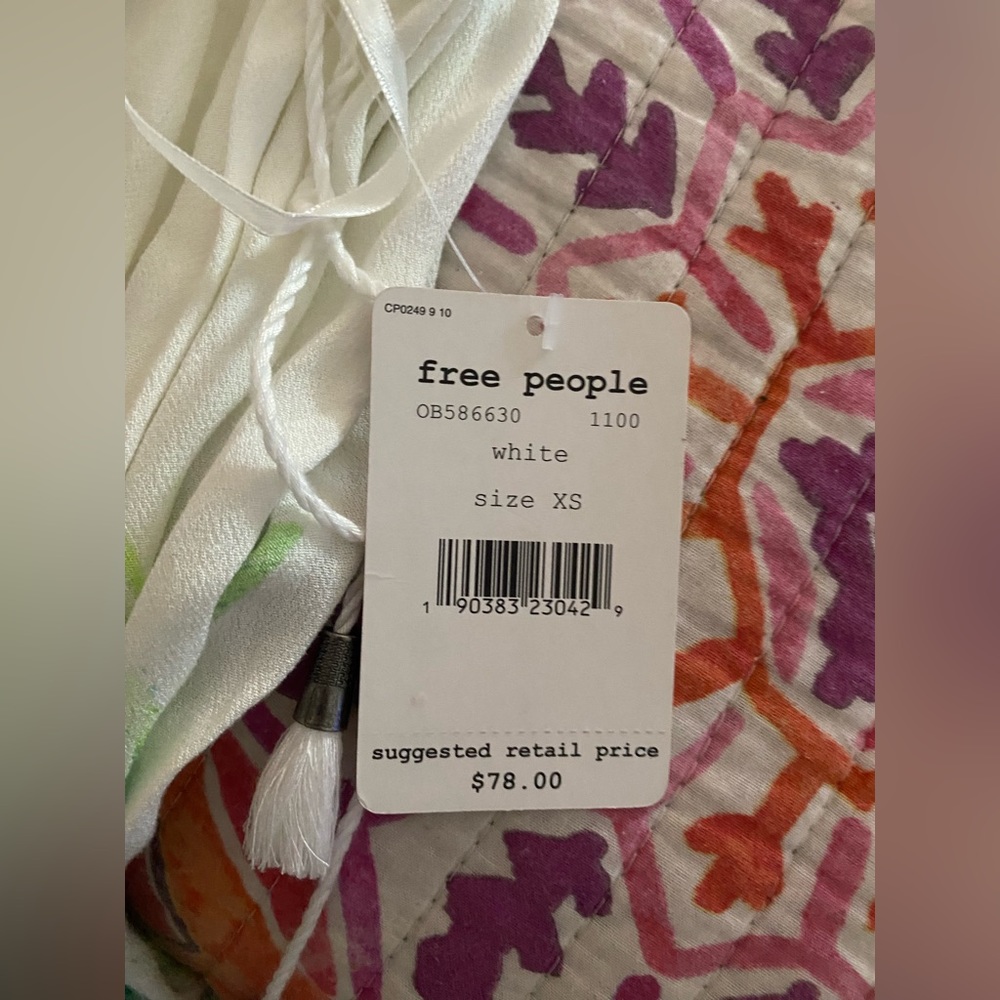 CP0249 9 10
free people
OB586630 1100
white
size XS
1 90383 23042 9
suggested retail price
$78.00